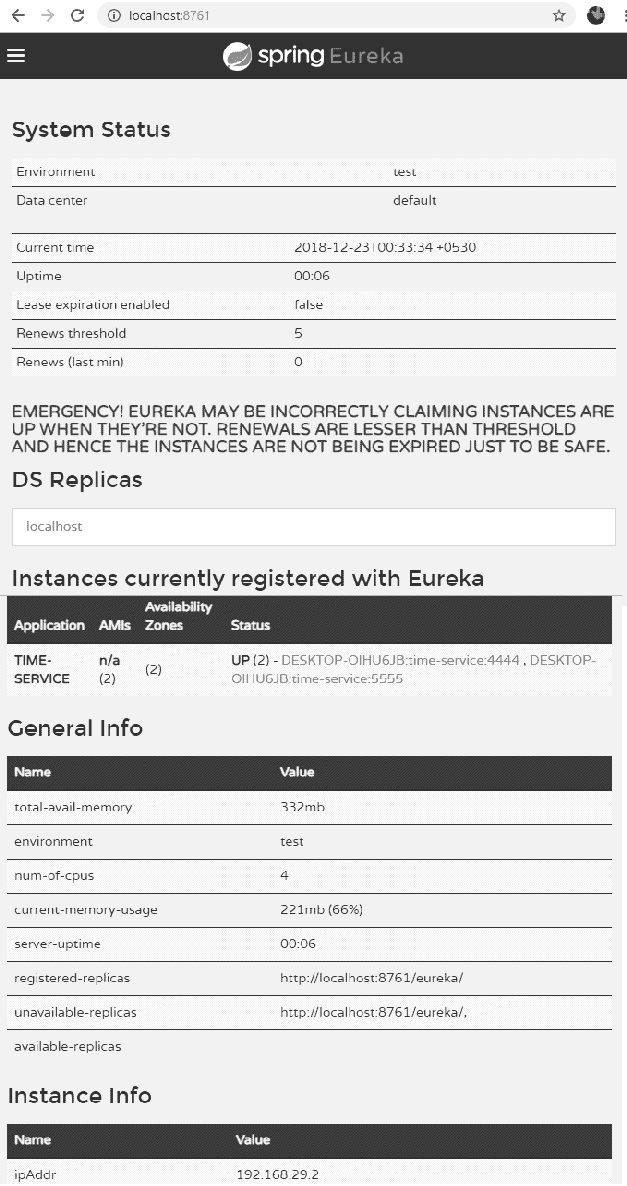 localhost:8761
spring Eureka
System Status
Environment test
Data center default
Current time 2018-12-23T00:33:34 +0530
Uptime 00:06
Lease expiration enabled false
Renews threshold 5
Renews (last min) 0
EMERGENCY! EUREKA MAY BE INCORRECTLY CLAIMING INSTANCES ARE
UP WHEN THEY'RE NOT. RENEWALS ARE LESSER THAN THRESHOLD
AND HENCE THE INSTANCES ARE NOT BEING EXPIRED JUST TO BE SAFE.
DS Replicas
localhost
Instances currently registered with Eureka
Application AMIs Availability Zones Status
TIME-SERVICE n/a (2) (2) UP (2) - DESKTOP-OIHU6JB:time-service:4444 , DESKTOP-
OIHU6JB:time-service:5555
General Info
Name Value
total-avail-memory 332mb
environment test
num-of-cpus 4
current-memory-usage 221mb (66%)
server-uptime 00:06
registered-replicas http://localhost:8761/eureka/
unavailable-replicas http://localhost:8761/eureka/,
available-replicas
Instance Info
Name Value
ipAddr 192.168.29.2